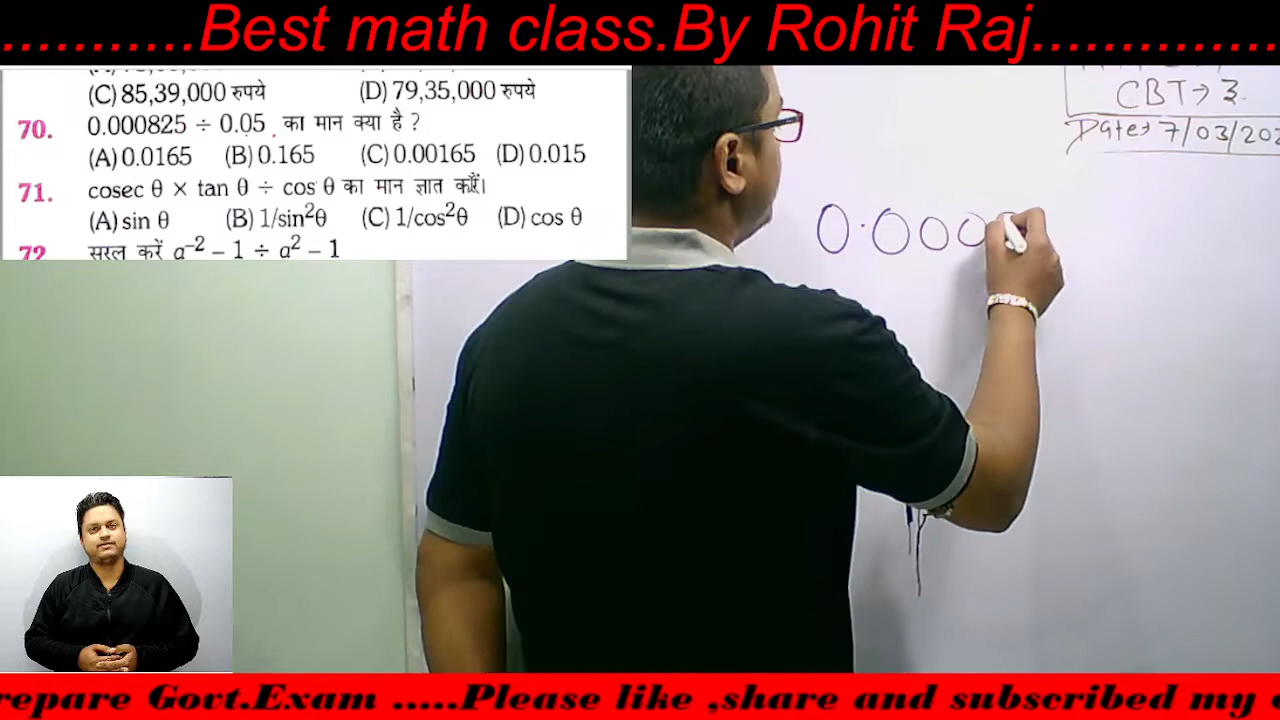 ...........Best math class.By Rohit Raj..............
(C) 85,39,000 रुपये (D) 79,35,000 रुपये
70. 0.000825 ÷ 0.05 का मान क्या है ?
(A) 0.0165 (B) 0.165 (C) 0.00165 (D) 0.015
71. cosec θ × tan θ ÷ cos θ का मान ज्ञात करें।
(A) sin θ (B) 1/sin²θ (C) 1/cos²θ (D) cos θ
72 सरल करें a⁻² – 1 ÷ a² – 1
CBT→ 3.
Date→ 7/03/202
0.000
repare Govt.Exam .....Please like ,share and subscribed my